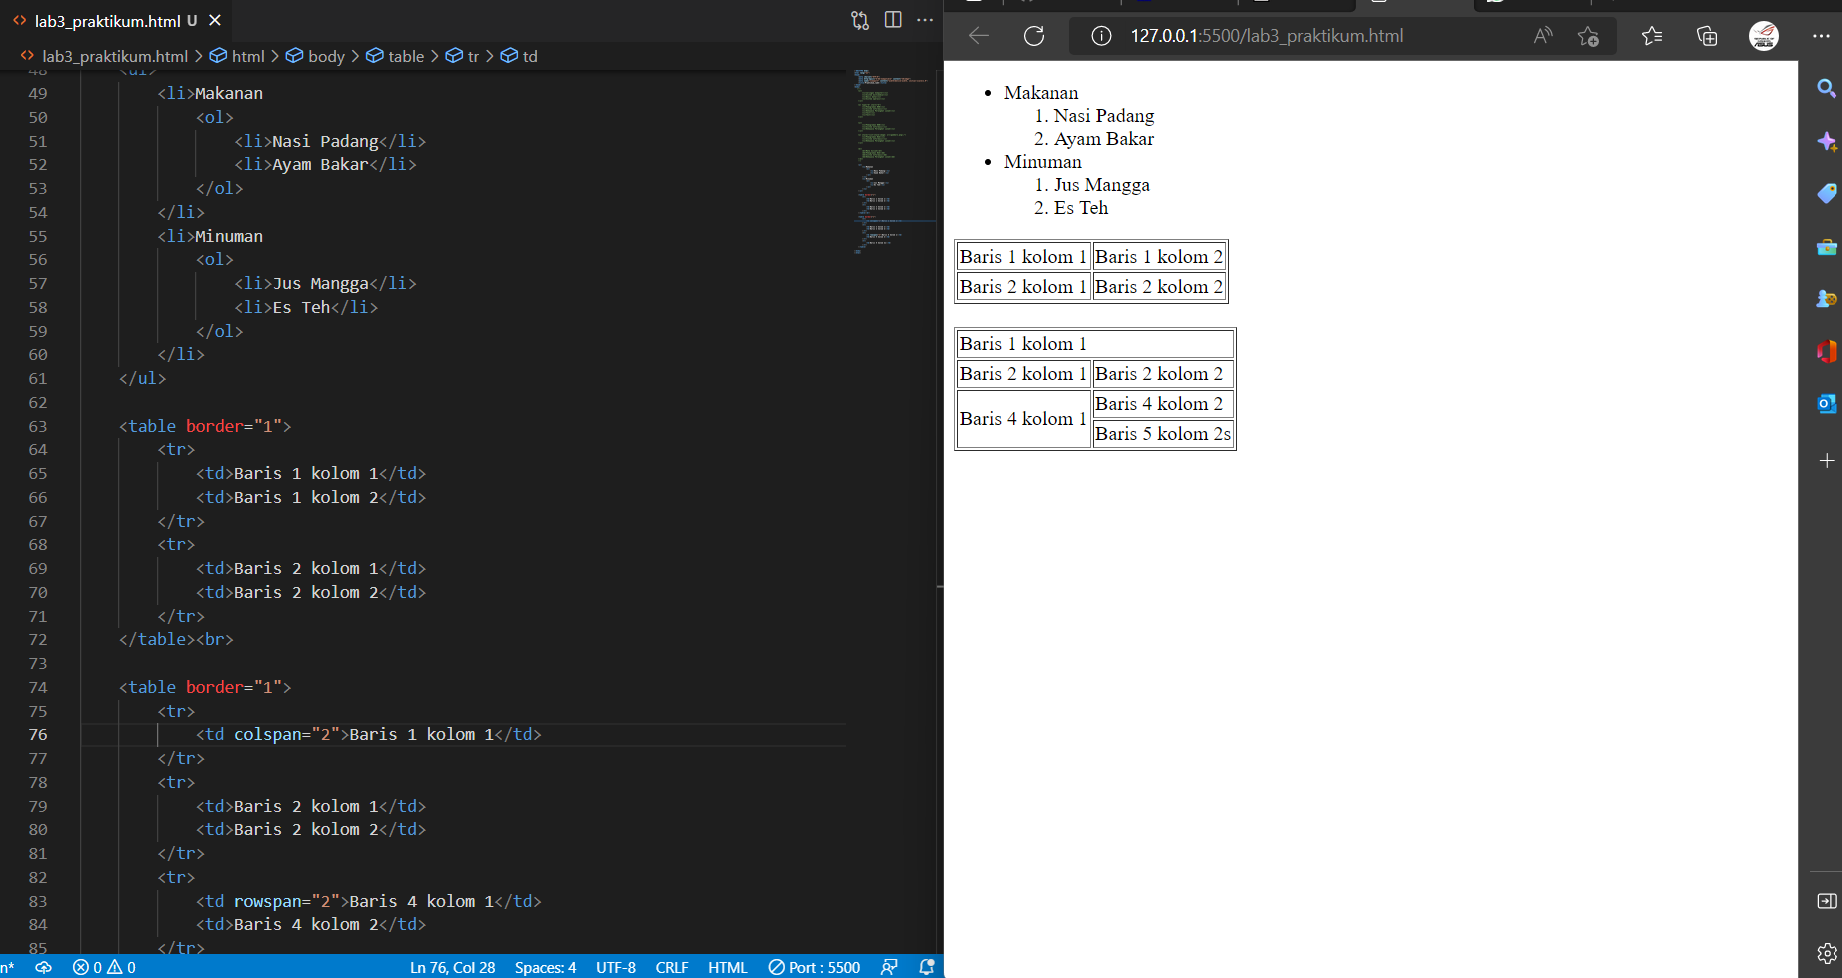 lab3_praktikum.html U
lab3_praktikum.html > html > body > table > tr > td
48 <ul>
49 <li>Makanan
50 <ol>
51 <li>Nasi Padang</li>
52 <li>Ayam Bakar</li>
53 </ol>
54 </li>
55 <li>Minuman
56 <ol>
57 <li>Jus Mangga</li>
58 <li>Es Teh</li>
59 </ol>
60 </li>
61 </ul>
62
63 <table border="1">
64 <tr>
65 <td>Baris 1 kolom 1</td>
66 <td>Baris 1 kolom 2</td>
67 </tr>
68 <tr>
69 <td>Baris 2 kolom 1</td>
70 <td>Baris 2 kolom 2</td>
71 </tr>
72 </table><br>
73
74 <table border="1">
75 <tr>
76 <td colspan="2">Baris 1 kolom 1</td>
77 </tr>
78 <tr>
79 <td>Baris 2 kolom 1</td>
80 <td>Baris 2 kolom 2</td>
81 </tr>
82 <tr>
83 <td rowspan="2">Baris 4 kolom 1</td>
84 <td>Baris 4 kolom 2</td>
85 </tr>
n* 0 0 Ln 76, Col 28 Spaces: 4 UTF-8 CRLF HTML Port : 5500
127.0.0.1:5500/lab3_praktikum.html
• Makanan
1. Nasi Padang
2. Ayam Bakar
• Minuman
1. Jus Mangga
2. Es Teh
Baris 1 kolom 1 Baris 1 kolom 2
Baris 2 kolom 1 Baris 2 kolom 2
Baris 1 kolom 1
Baris 2 kolom 1 Baris 2 kolom 2
Baris 4 kolom 1 Baris 4 kolom 2
Baris 5 kolom 2s